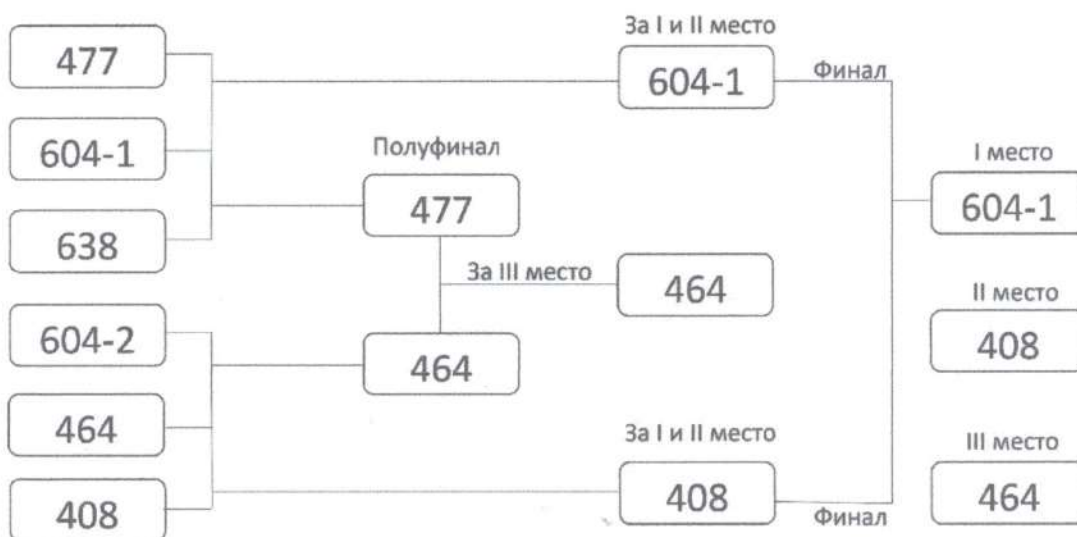 477
604-1
638
604-2
464
408
Полуфинал
477
464
За III место
464
За I и II место
604-1
Финал
За I и II место
408
Финал
I место
604-1
II место
408
III место
464